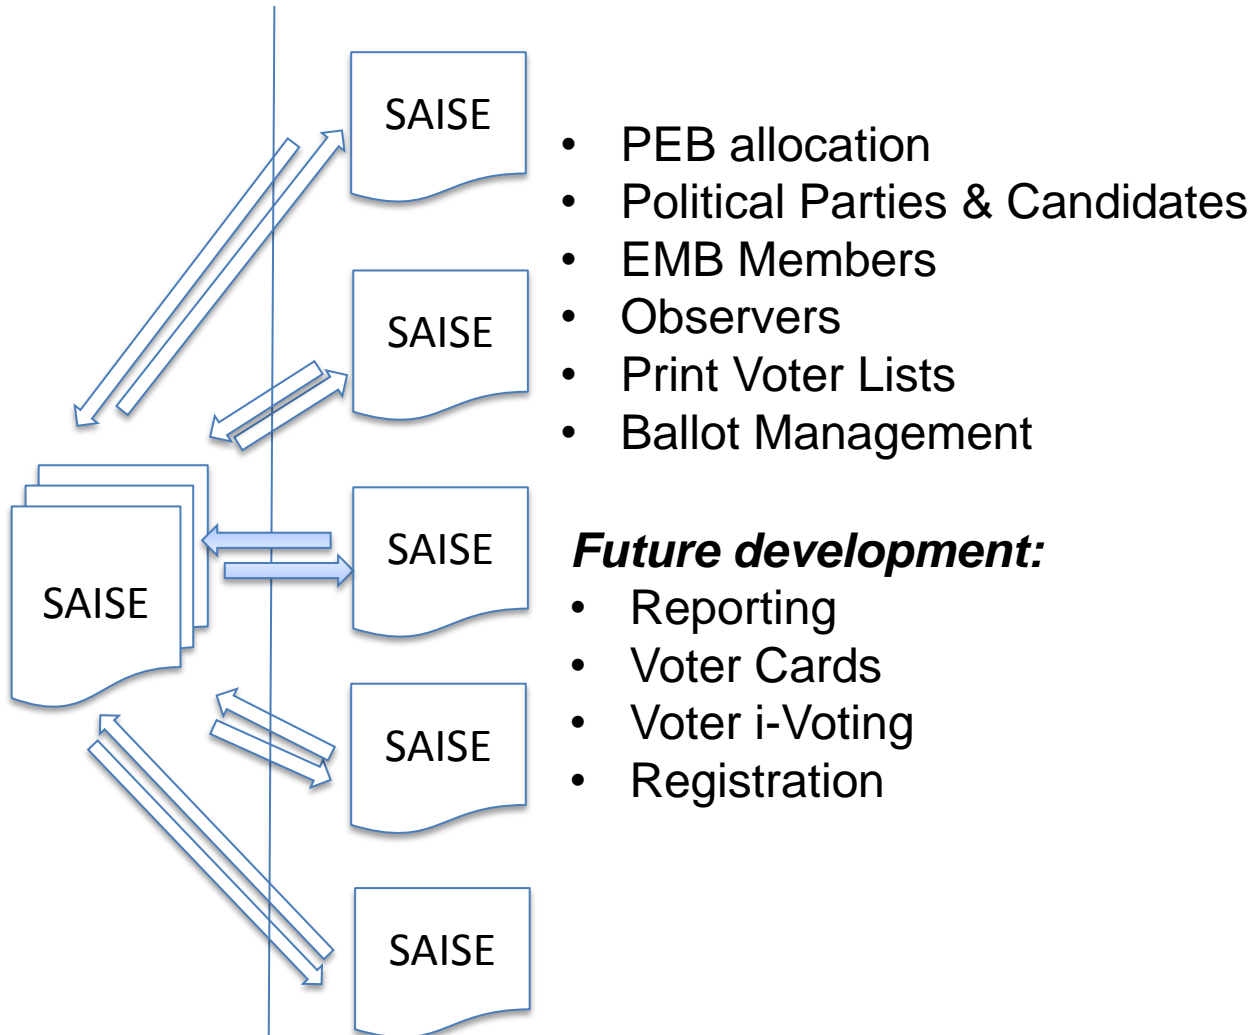 SAISE
• PEB allocation
• Political Parties & Candidates
• EMB Members
• Observers
• Print Voter Lists
• Ballot Management
SAISE
SAISE
SAISE
Future development:
• Reporting
• Voter Cards
• Voter i-Voting
• Registration
SAISE
SAISE